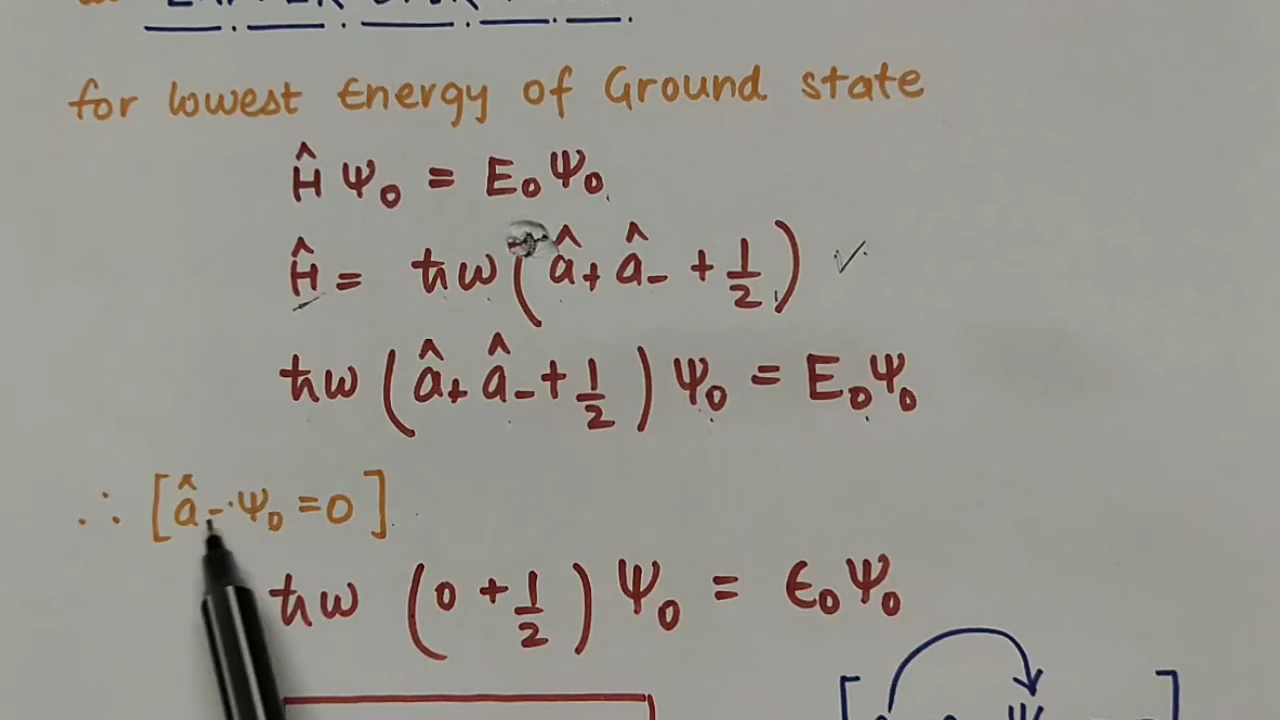 for lowest Energy of Ground state
Ĥ Ψ₀ = E₀Ψ₀
Ĥ = ħω (â₊ â₋ + 1/2) ✓
ħω (â₊ â₋ + 1/2) Ψ₀ = E₀Ψ₀
∴ [â₋·Ψ₀ = 0]
ħω (0 + 1/2) Ψ₀ = ϵ₀Ψ₀